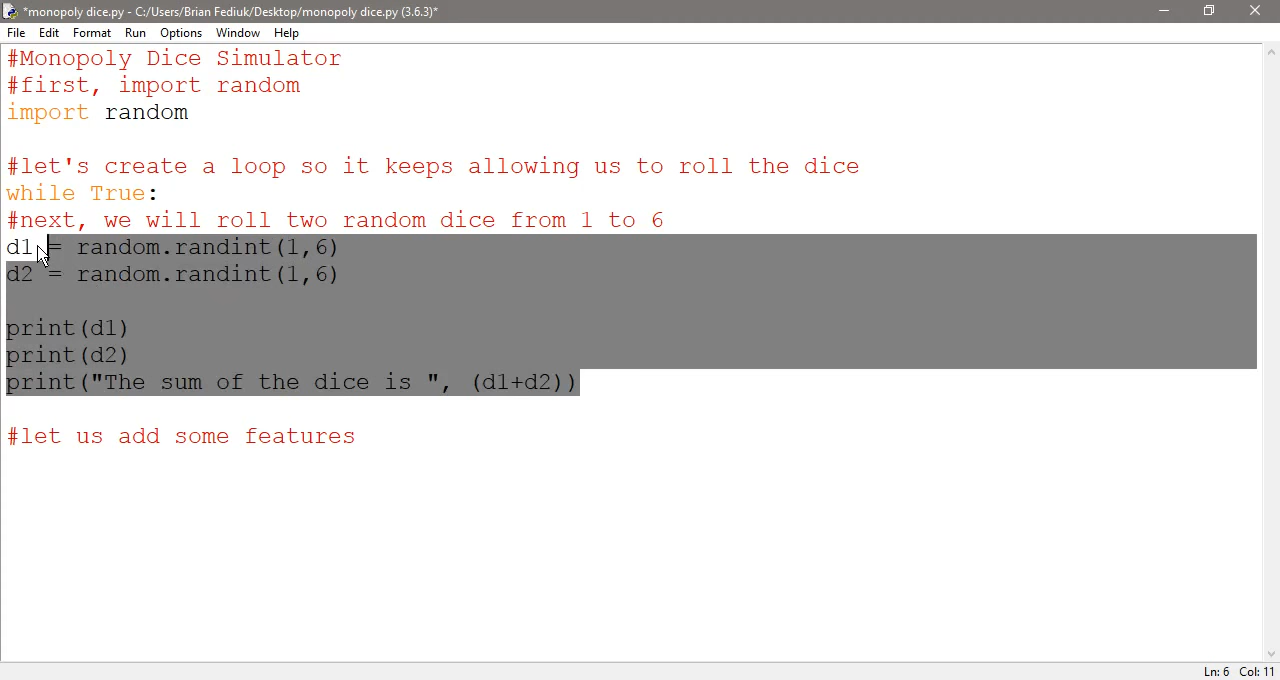 *monopoly dice.py - C:/Users/Brian Fediuk/Desktop/monopoly dice.py (3.6.3)*
File Edit Format Run Options Window Help
#Monopoly Dice Simulator
#first, import random
import random
#let's create a loop so it keeps allowing us to roll the dice
while True:
#next, we will roll two random dice from 1 to 6
d1 = random.randint(1,6)
d2 = random.randint(1,6)
print(d1)
print(d2)
print("The sum of the dice is ", (d1+d2))
#let us add some features
Ln: 6 Col: 11